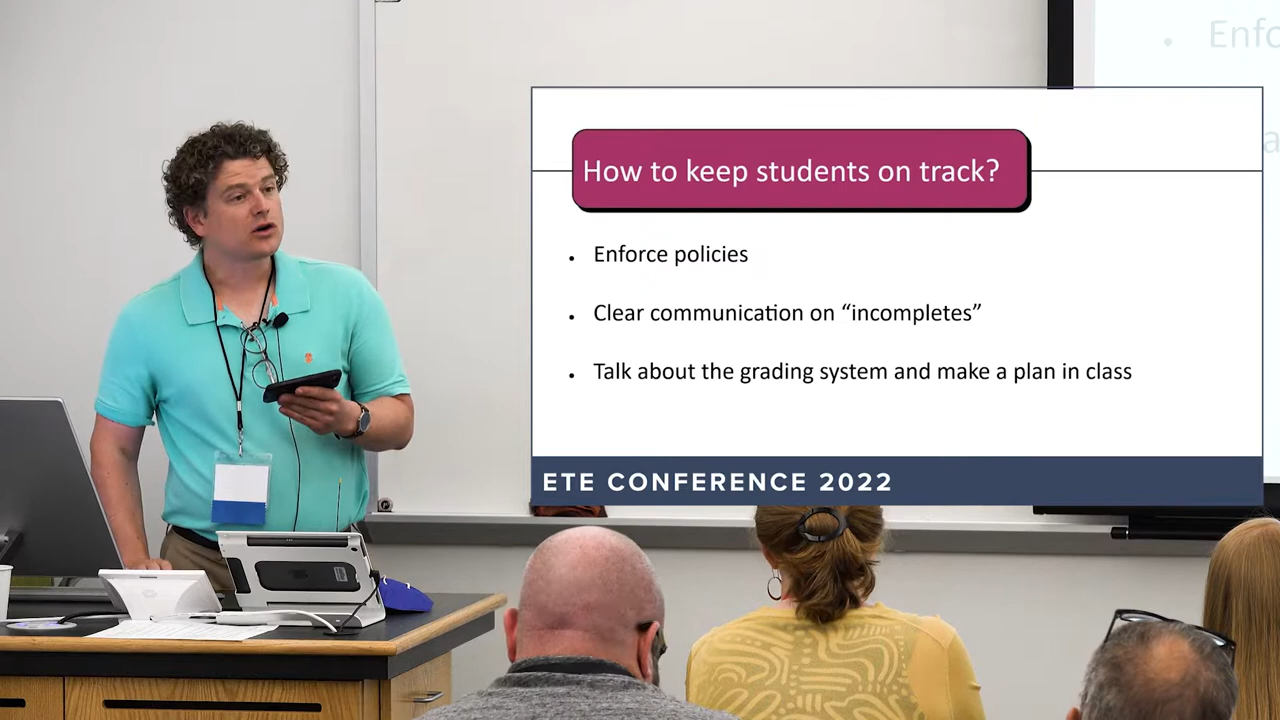 How to keep students on track?
Enforce policies
Clear communication on “incompletes”
Talk about the grading system and make a plan in class
ETE CONFERENCE 2022